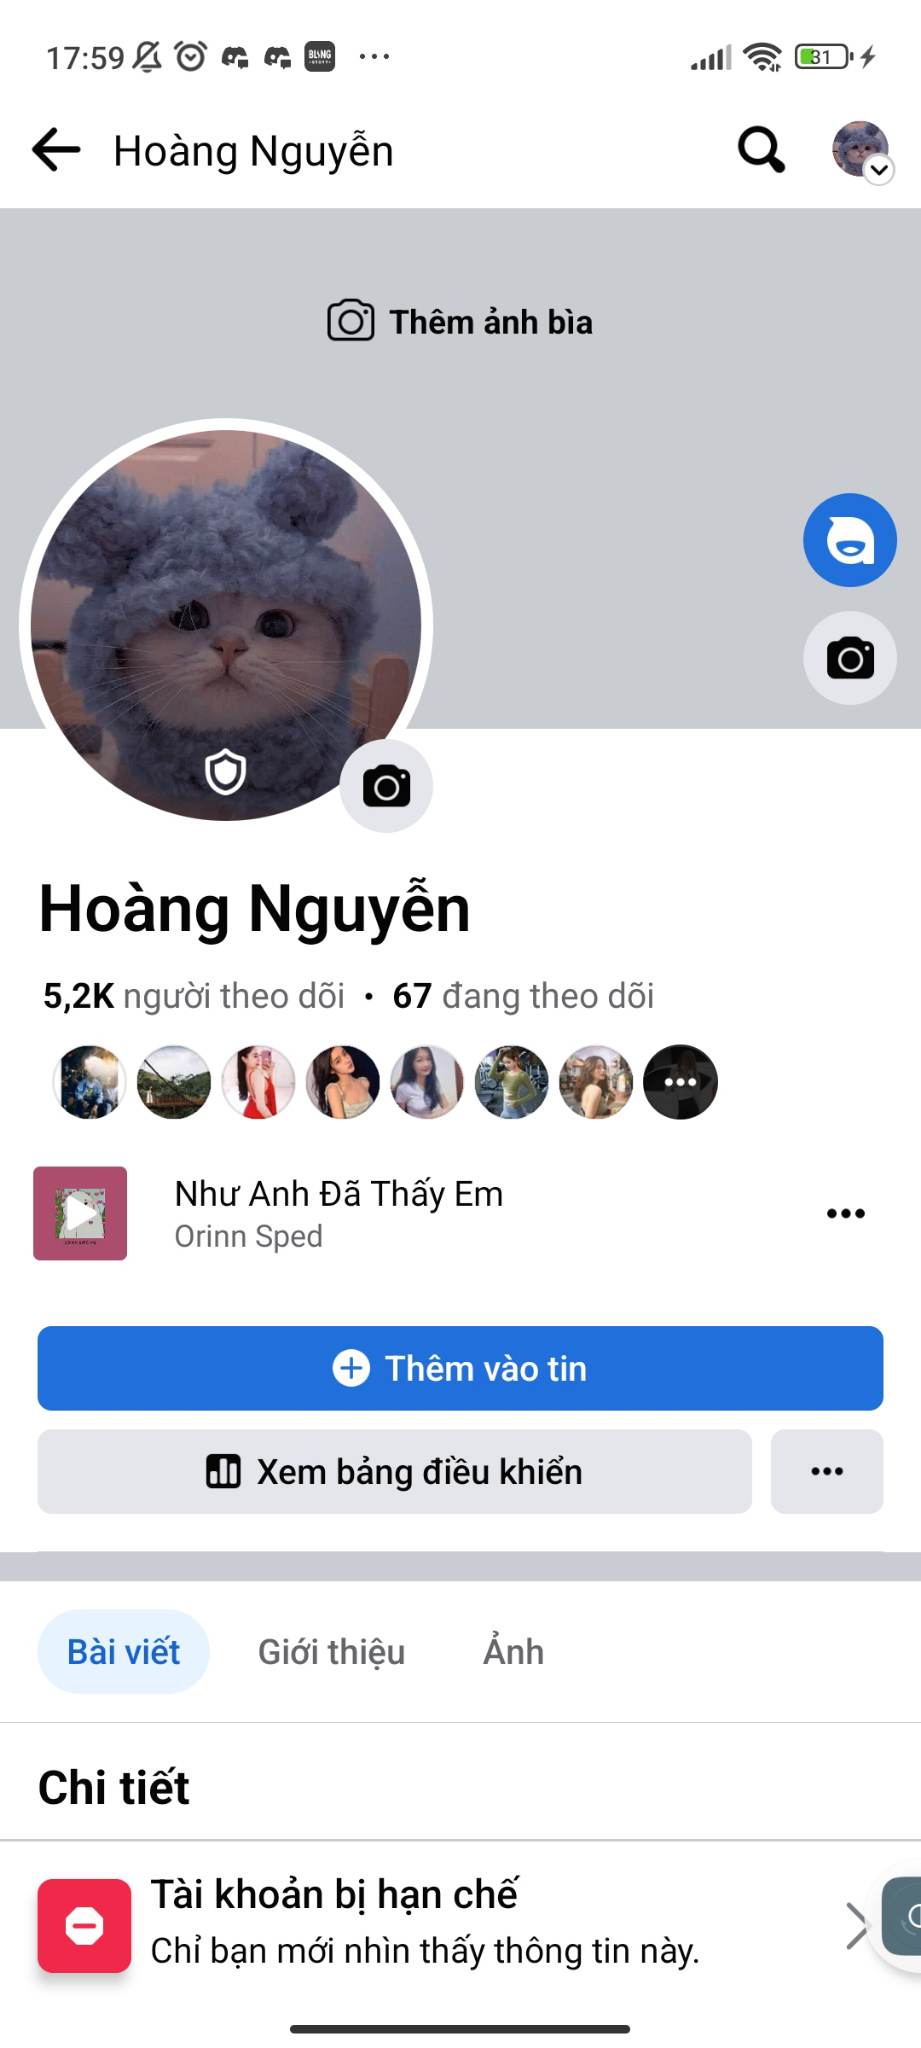 17:59
BLING
31
Hoàng Nguyễn
Thêm ảnh bìa
Hoàng Nguyễn
5,2K người theo dõi • 67 đang theo dõi
Như Anh Đã Thấy Em
Orinn Sped
Thêm vào tin
Xem bảng điều khiển
Bài viết
Giới thiệu
Ảnh
Chi tiết
Tài khoản bị hạn chế
Chỉ bạn mới nhìn thấy thông tin này.